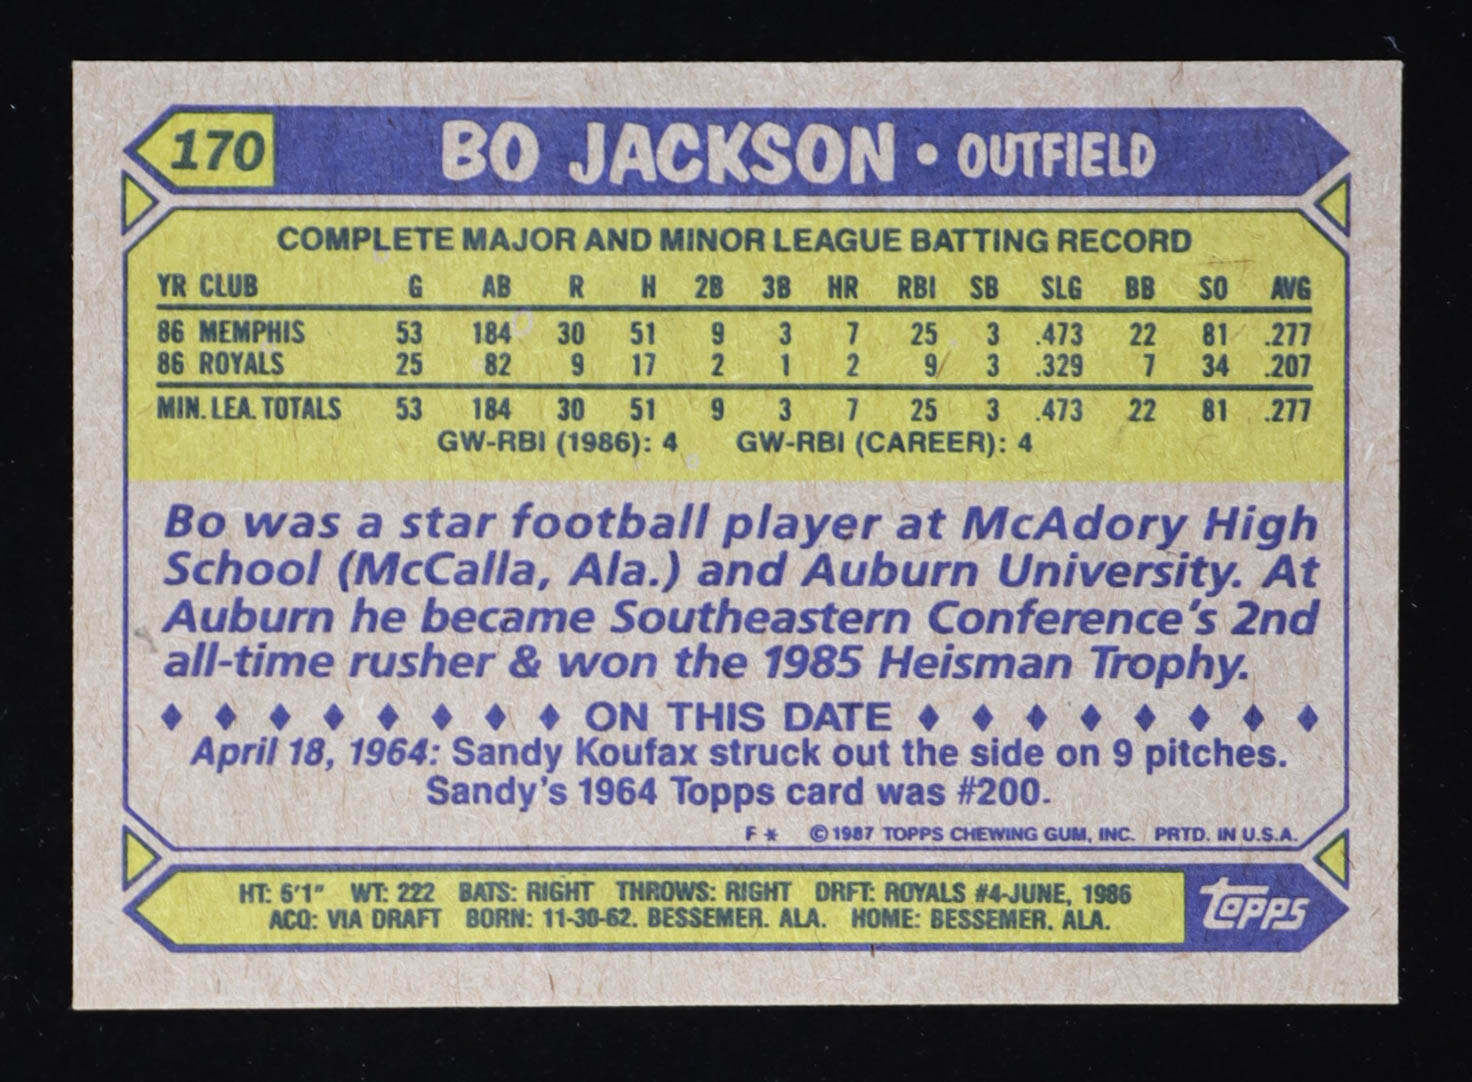 170 BO JACKSON • OUTFIELD
COMPLETE MAJOR AND MINOR LEAGUE BATTING RECORD
YR CLUB G AB R H 2B 3B HR RBI SB SLG BB SO AVG
86 MEMPHIS 53 184 30 51 9 3 7 25 3 .473 22 81 .277
86 ROYALS 25 82 9 17 2 1 2 9 3 .329 7 34 .207
MIN. LEA. TOTALS 53 184 30 51 9 3 7 25 3 .473 22 81 .277
GW-RBI (1986): 4 GW-RBI (CAREER): 4
Bo was a star football player at McAdory High
School (McCalla, Ala.) and Auburn University. At
Auburn he became Southeastern Conference's 2nd
all-time rusher & won the 1985 Heisman Trophy.
♦ ♦ ♦ ♦ ♦ ♦ ♦ ♦ ON THIS DATE ♦ ♦ ♦ ♦ ♦ ♦ ♦ ♦
April 18, 1964: Sandy Koufax struck out the side on 9 pitches.
Sandy's 1964 Topps card was #200.
F * © 1987 TOPPS CHEWING GUM, INC. PRTD. IN U.S.A.
HT: 6'1" WT: 222 BATS: RIGHT THROWS: RIGHT DRFT: ROYALS #4-JUNE, 1986
ACQ: VIA DRAFT BORN: 11-30-62. BESSEMER. ALA. HOME: BESSEMER. ALA.
topps